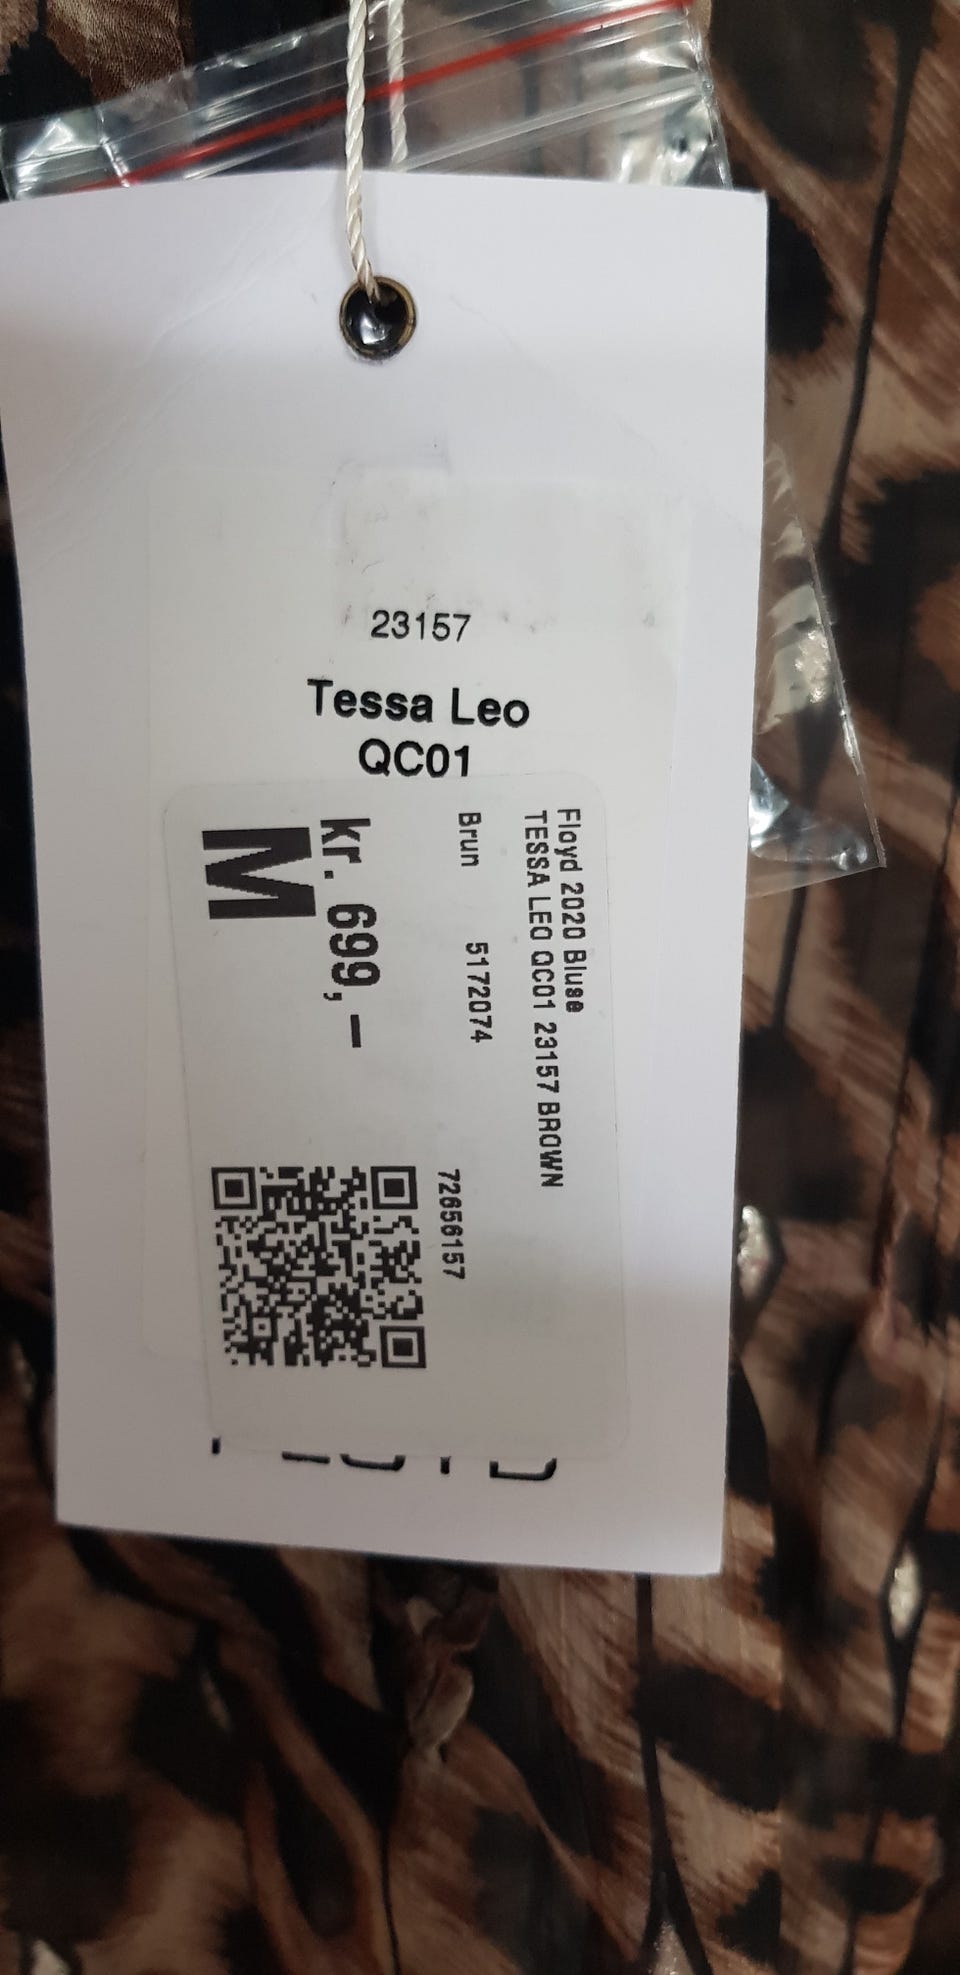 23157
Tessa Leo
QC01
Floyd 2020 Bluse
TESSA LEO QC01 23157 BROWN
Brun 5172074
72656157
kr. 699,-
M